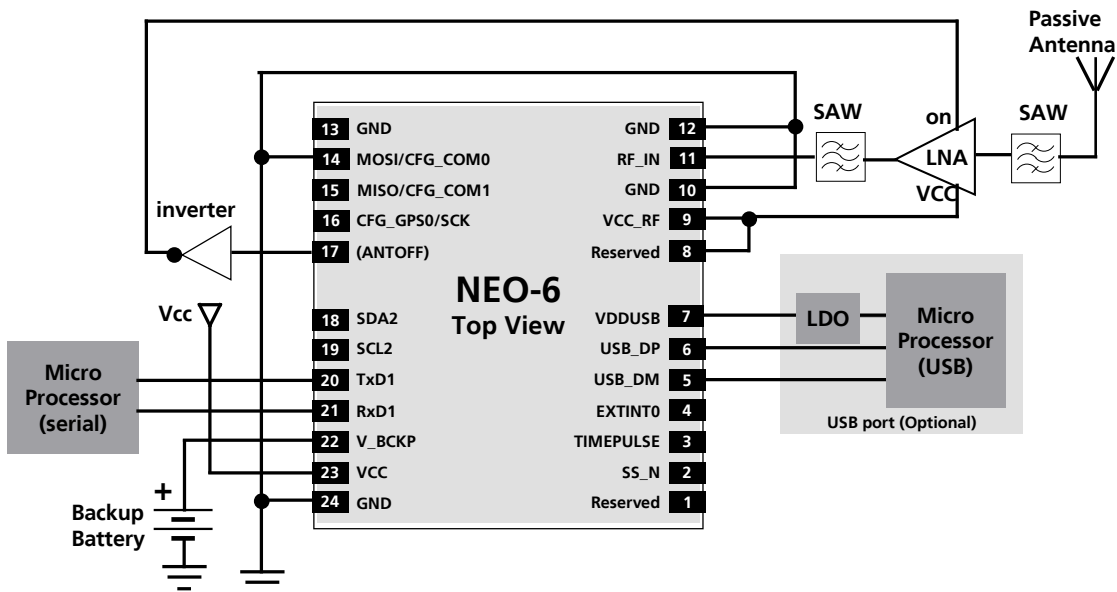 Passive
Antenna
SAW
on
SAW
LNA
VCC
13 GND
14 MOSI/CFG_COM0
15 MISO/CFG_COM1
16 CFG_GPS0/SCK
17 (ANTOFF)
18 SDA2
19 SCL2
20 TxD1
21 RxD1
22 V_BCKP
23 VCC
24 GND
NEO-6
Top View
GND 12
RF_IN 11
GND 10
VCC_RF 9
Reserved 8
VDDUSB 7
USB_DP 6
USB_DM 5
EXTINT0 4
TIMEPULSE 3
SS_N 2
Reserved 1
inverter
Vcc
Micro
Processor
(serial)
+
Backup
Battery
LDO
Micro
Processor
(USB)
USB port (Optional)